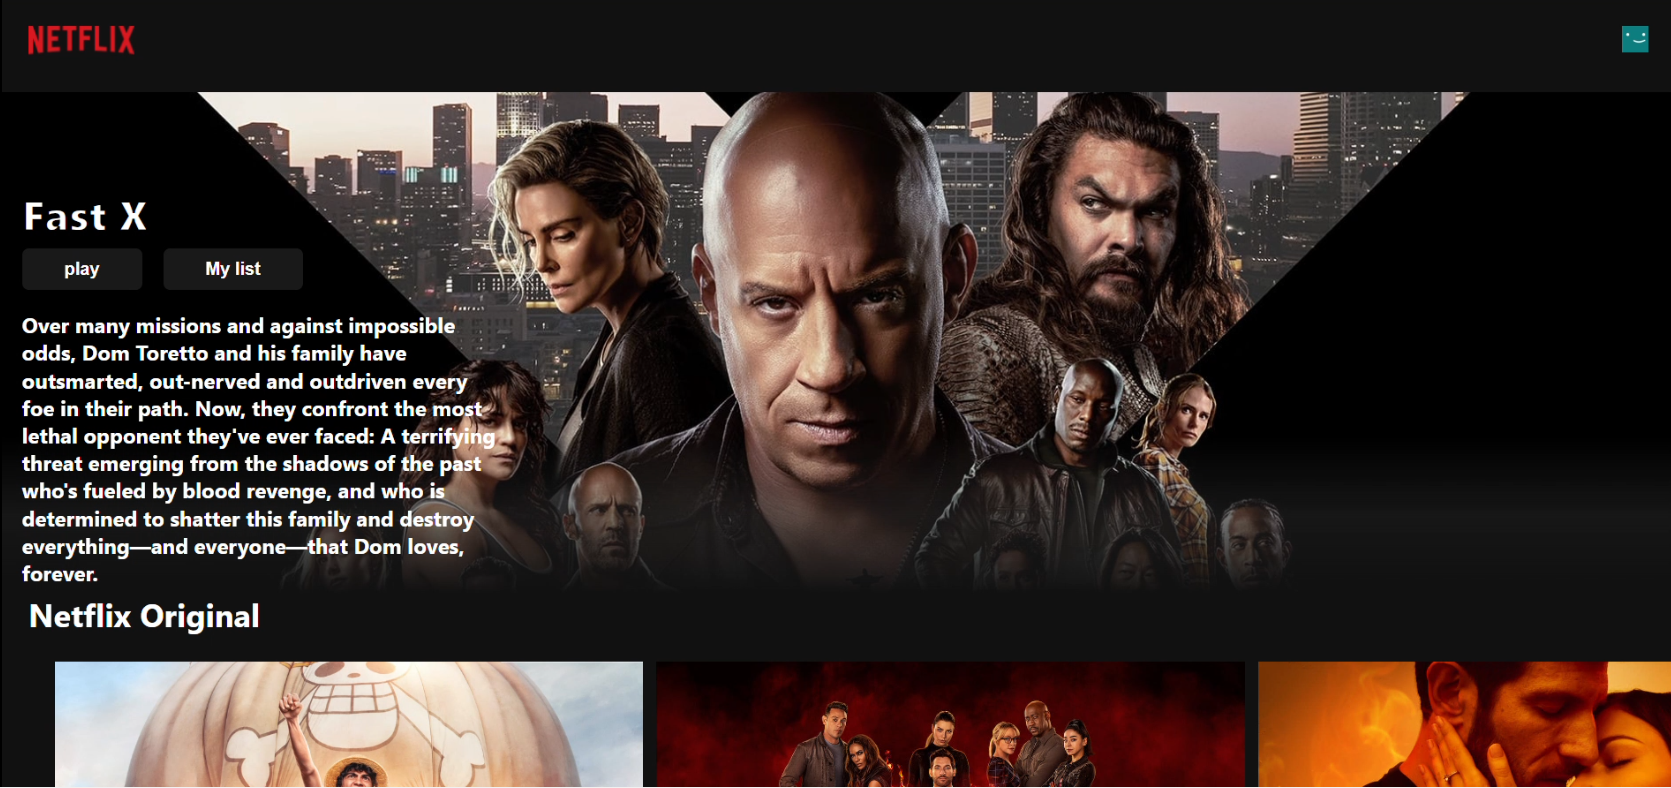 NETFLIX
Fast X
play
My list
Over many missions and against impossible
odds, Dom Toretto and his family have
outsmarted, out-nerved and outdriven every
foe in their path. Now, they confront the most
lethal opponent they've ever faced: A terrifying
threat emerging from the shadows of the past
who's fueled by blood revenge, and who is
determined to shatter this family and destroy
everything—and everyone—that Dom loves,
forever.
Netflix Original